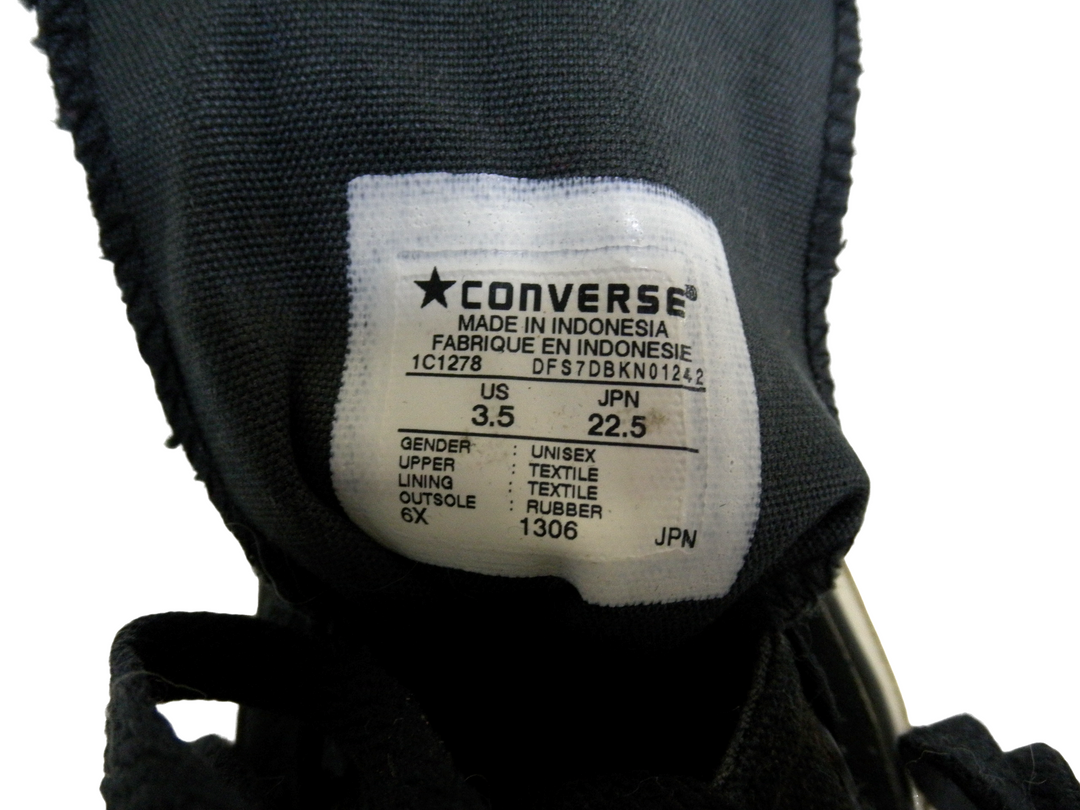 ★CONVERSE®
MADE IN INDONESIA
FABRIQUE EN INDONESIE
1C1278 DFS7DBKN01242
US JPN
3.5 22.5
GENDER : UNISEX
UPPER : TEXTILE
LINING : TEXTILE
OUTSOLE : RUBBER
6X 1306 JPN